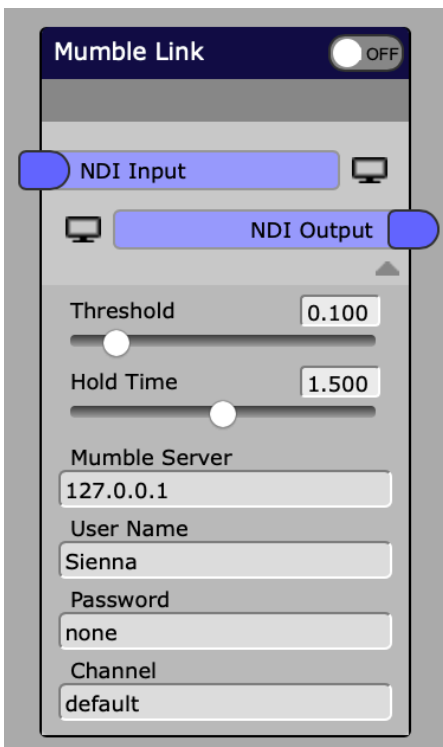 Mumble Link
OFF
NDI Input
NDI Output
Threshold
0.100
Hold Time
1.500
Mumble Server
127.0.0.1
User Name
Sienna
Password
none
Channel
default